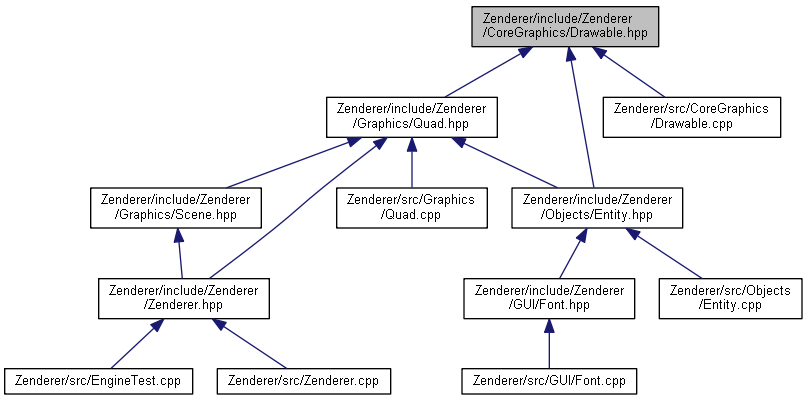 Zenderer/include/Zenderer
/CoreGraphics/Drawable.hpp
Zenderer/include/Zenderer
/Graphics/Quad.hpp
Zenderer/src/CoreGraphics
/Drawable.cpp
Zenderer/include/Zenderer
/Graphics/Scene.hpp
Zenderer/src/Graphics
/Quad.cpp
Zenderer/include/Zenderer
/Objects/Entity.hpp
Zenderer/include/Zenderer
/Zenderer.hpp
Zenderer/include/Zenderer
/GUI/Font.hpp
Zenderer/src/Objects
/Entity.cpp
Zenderer/src/EngineTest.cpp
Zenderer/src/Zenderer.cpp
Zenderer/src/GUI/Font.cpp